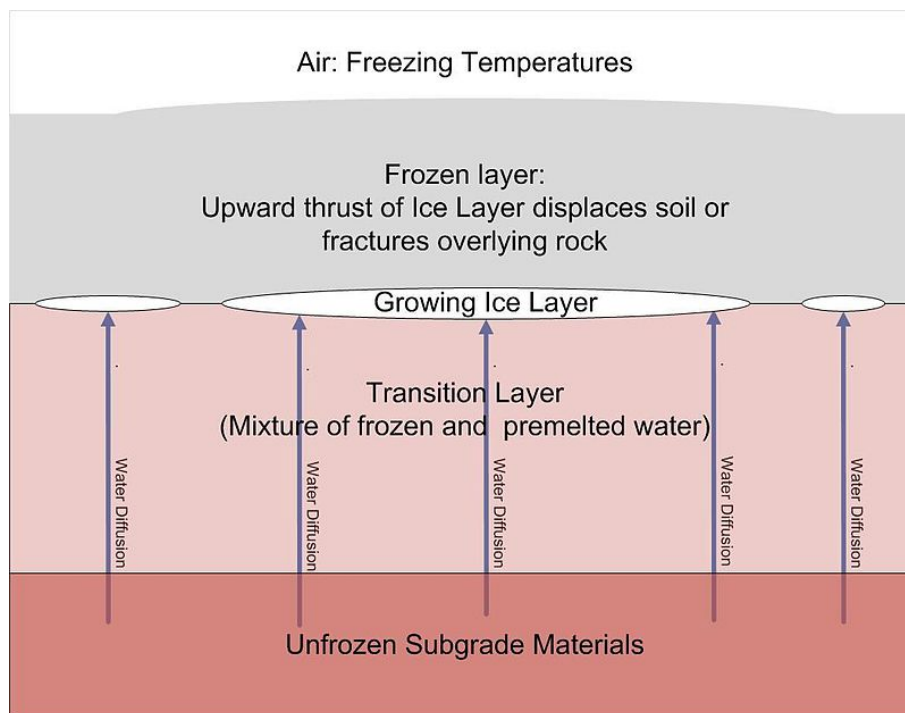 Air: Freezing Temperatures
Frozen layer:
Upward thrust of Ice Layer displaces soil or
fractures overlying rock
Growing Ice Layer
Transition Layer
(Mixture of frozen and premelted water)
Water Diffusion
Water Diffusion
Water Diffusion
Water Diffusion
Water Diffusion
Unfrozen Subgrade Materials